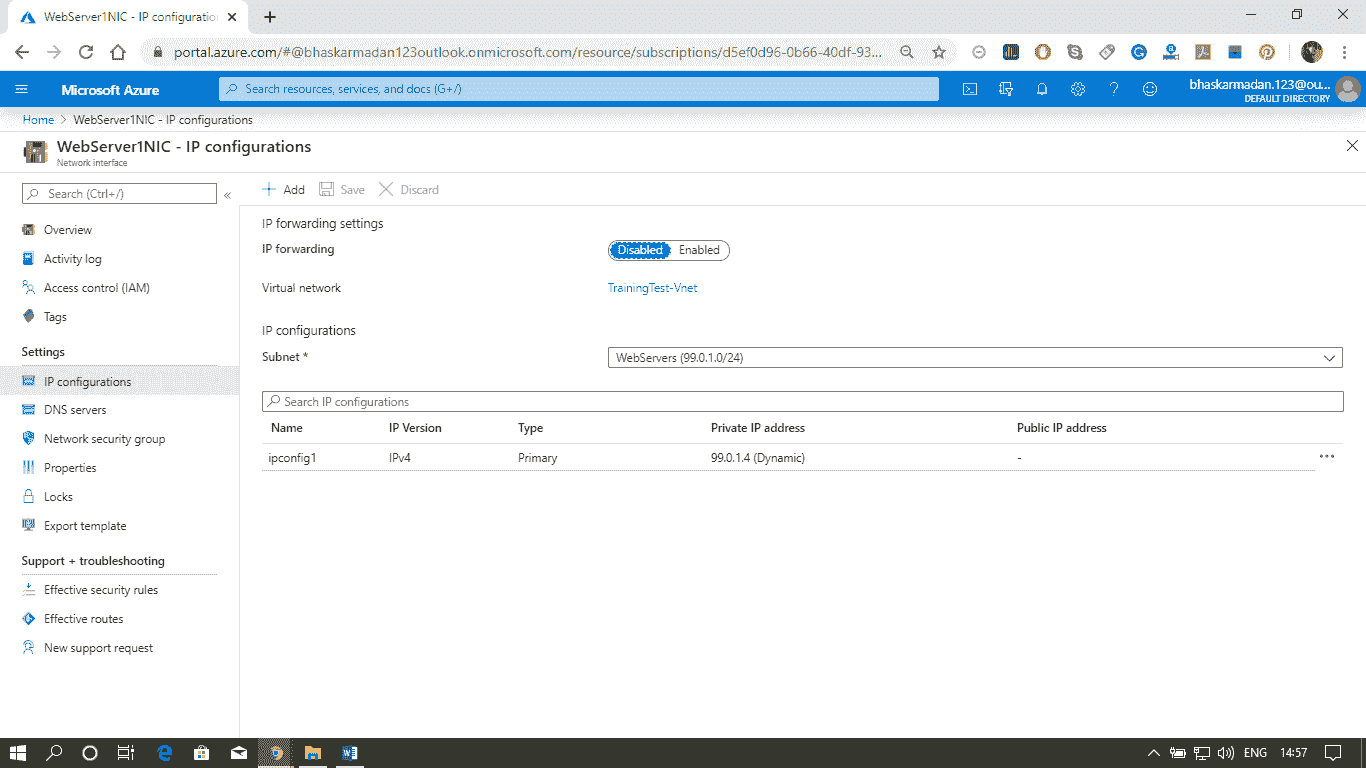 WebServer1NIC - IP configuratio
portal.azure.com/#@bhaskarmadan123outlook.onmicrosoft.com/resource/subscriptions/d5ef0d96-0b66-40df-93...
Microsoft Azure
Search resources, services, and docs (G+/)
bhaskarmadan.123@ou...
DEFAULT DIRECTORY
Home > WebServer1NIC - IP configurations
WebServer1NIC - IP configurations
Network interface
Search (Ctrl+/)
«
Overview
Activity log
Access control (IAM)
Tags
Settings
IP configurations
DNS servers
Network security group
Properties
Locks
Export template
Support + troubleshooting
Effective security rules
Effective routes
New support request
Add Save Discard
IP forwarding settings
IP forwarding Disabled Enabled
Virtual network TrainingTest-Vnet
IP configurations
Subnet * WebServers (99.0.1.0/24)
Search IP configurations
Name IP Version Type Private IP address Public IP address
ipconfig1 IPv4 Primary 99.0.1.4 (Dynamic) - ...
ENG 14:57